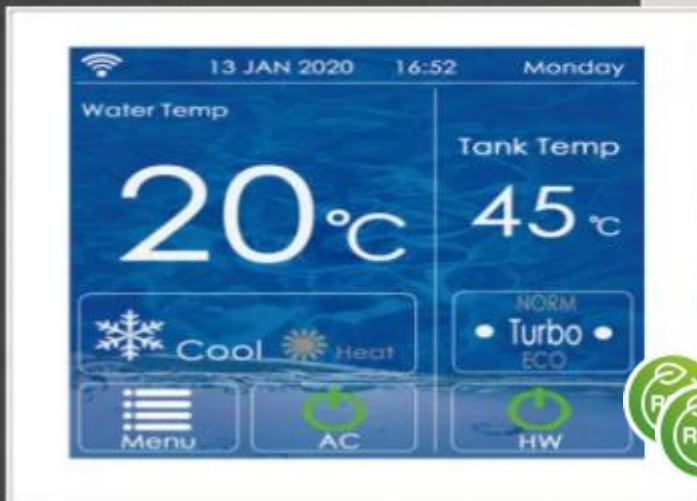 13 JAN 2020 16:52 Monday
Water Temp
20°C
Tank Temp
45°C
Cool Heat
NORM
Turbo
ECO
Menu
AC
HW
R
R